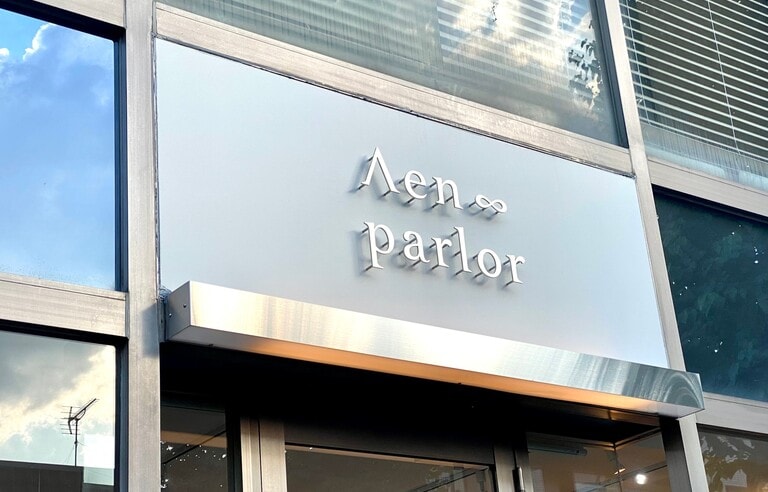 Λen ∞
parlor